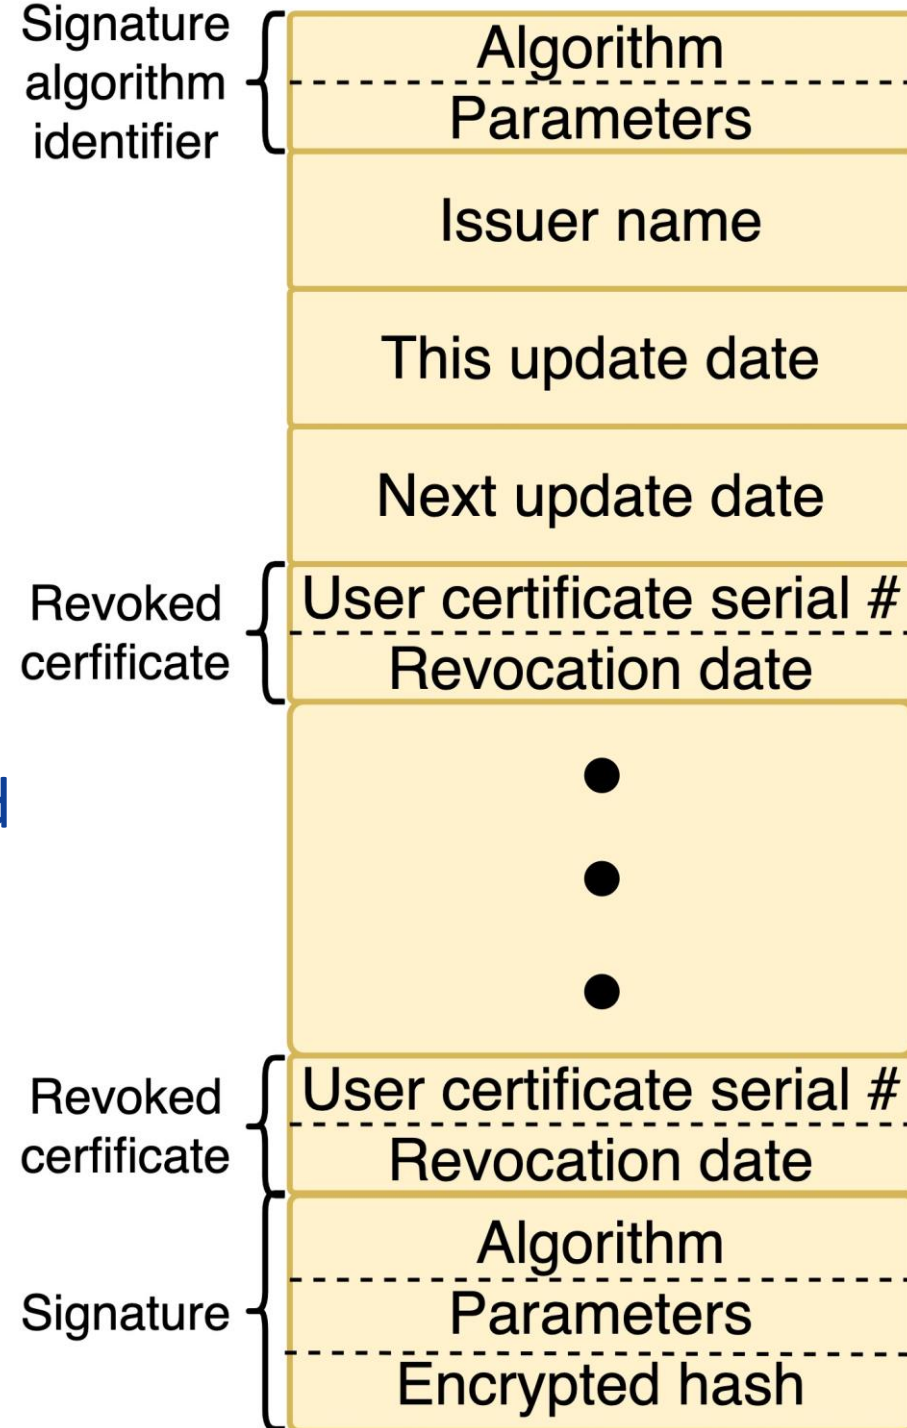 Signature
algorithm
identifier
Algorithm
Parameters
Issuer name
This update date
Next update date
Revoked
cerfificate
User certificate serial #
Revocation date
Revoked
cerfificate
User certificate serial #
Revocation date
Signature
Algorithm
Parameters
Encrypted hash